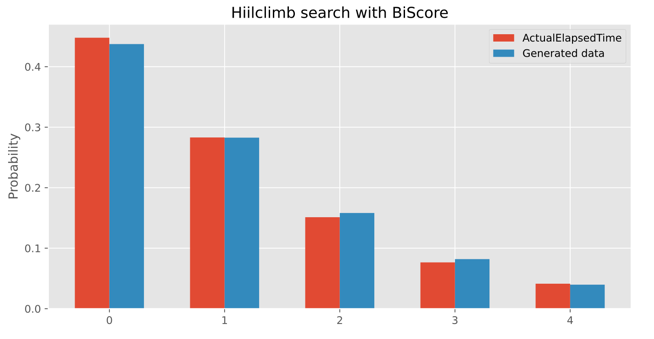 Hiilclimb search with BiScore
ActualElapsedTime
Generated data
Probability
0.4
0.3
0.2
0.1
0.0
0 1 2 3 4